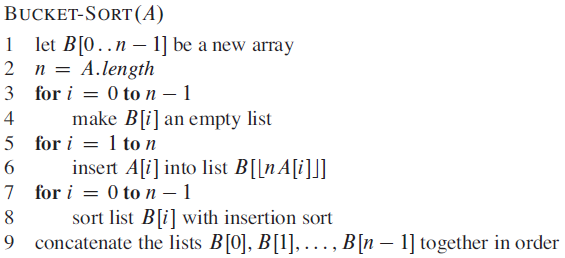 BUCKET-SORT(A)
1 let B[0..n − 1] be a new array
2 n = A.length
3 for i = 0 to n − 1
4 make B[i] an empty list
5 for i = 1 to n
6 insert A[i] into list B[⌊nA[i]⌋]
7 for i = 0 to n − 1
8 sort list B[i] with insertion sort
9 concatenate the lists B[0], B[1], . . . , B[n − 1] together in order